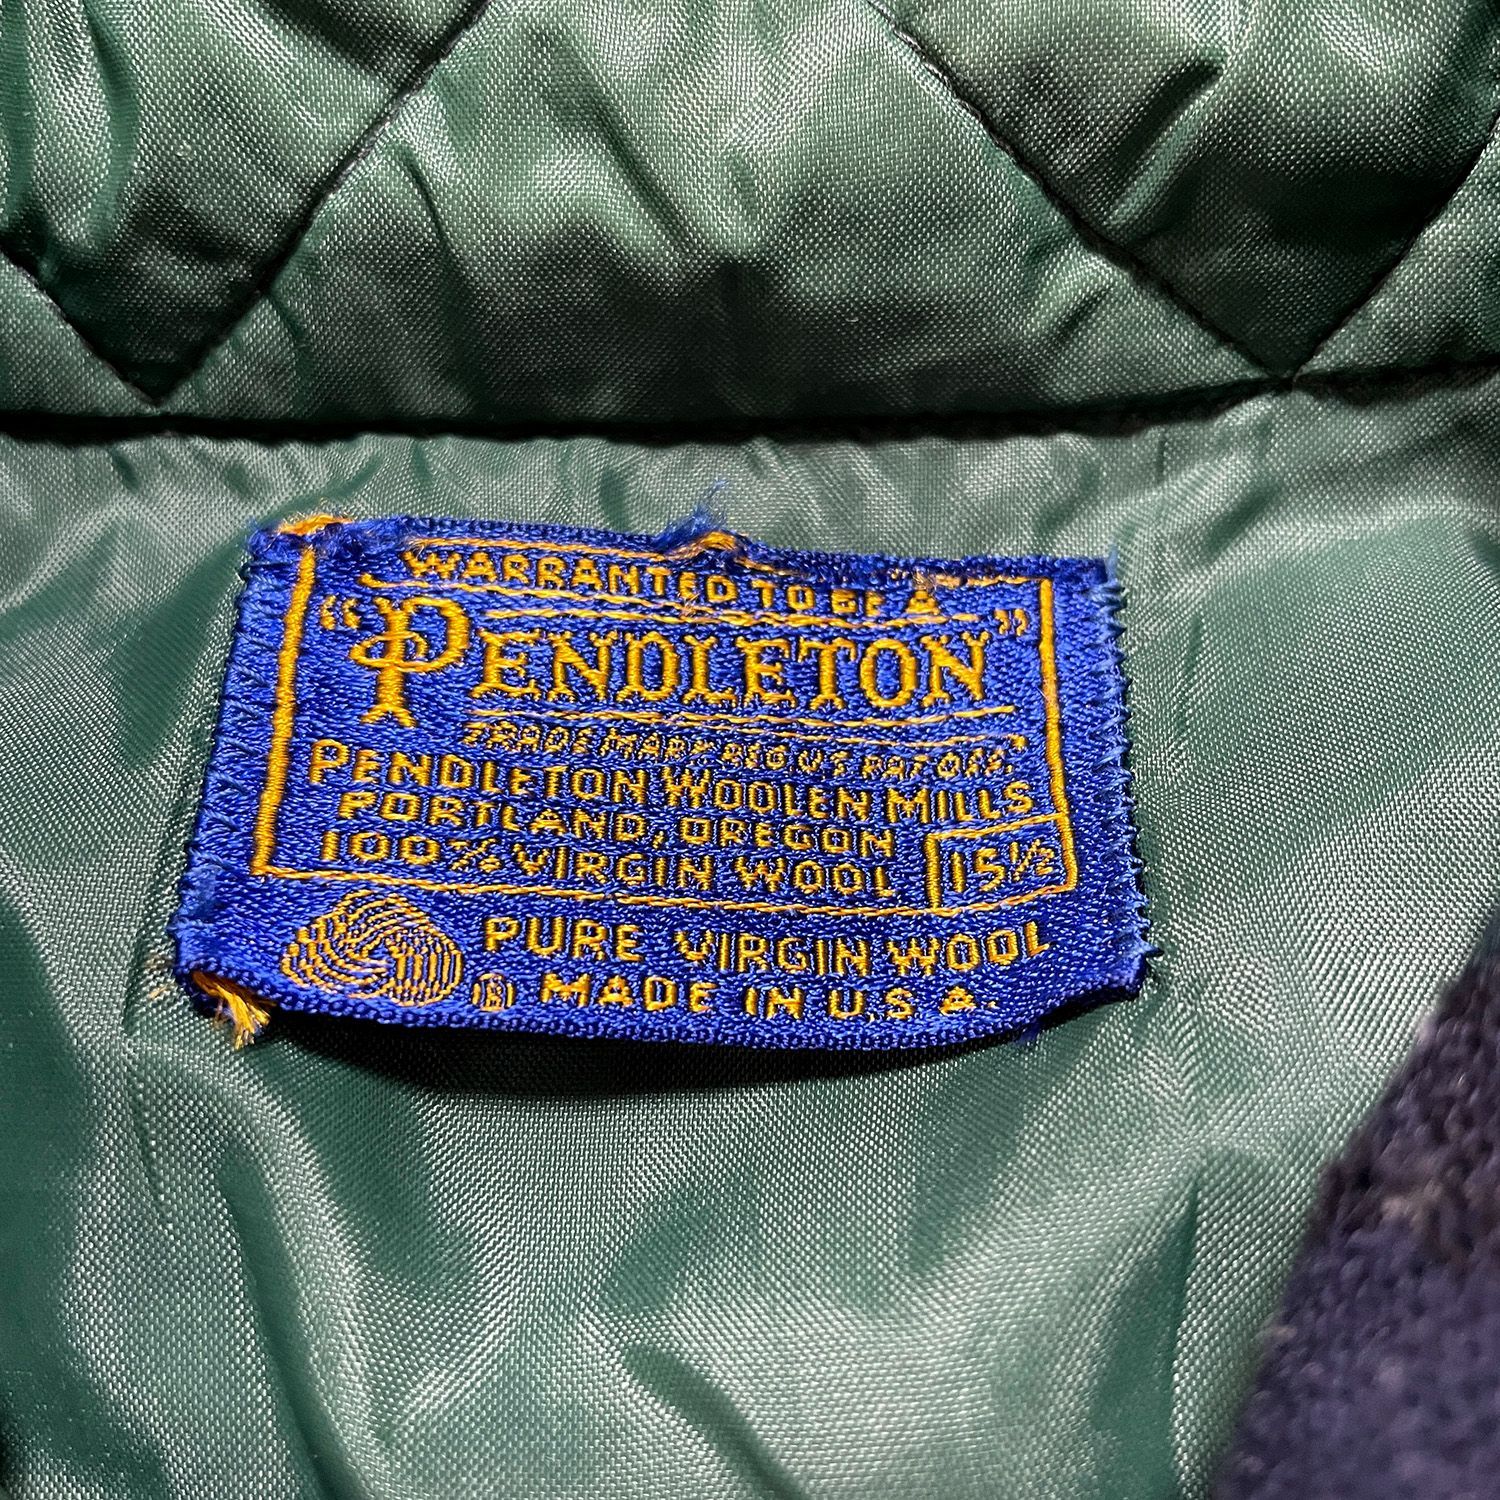 WARRANTED TO BE A
"PENDLETON"
TRADE MARK REG. U.S. PAT. OFF.
PENDLETON WOOLEN MILLS
PORTLAND, OREGON
100% VIRGIN WOOL 15½
PURE VIRGIN WOOL
® MADE IN U.S.A.